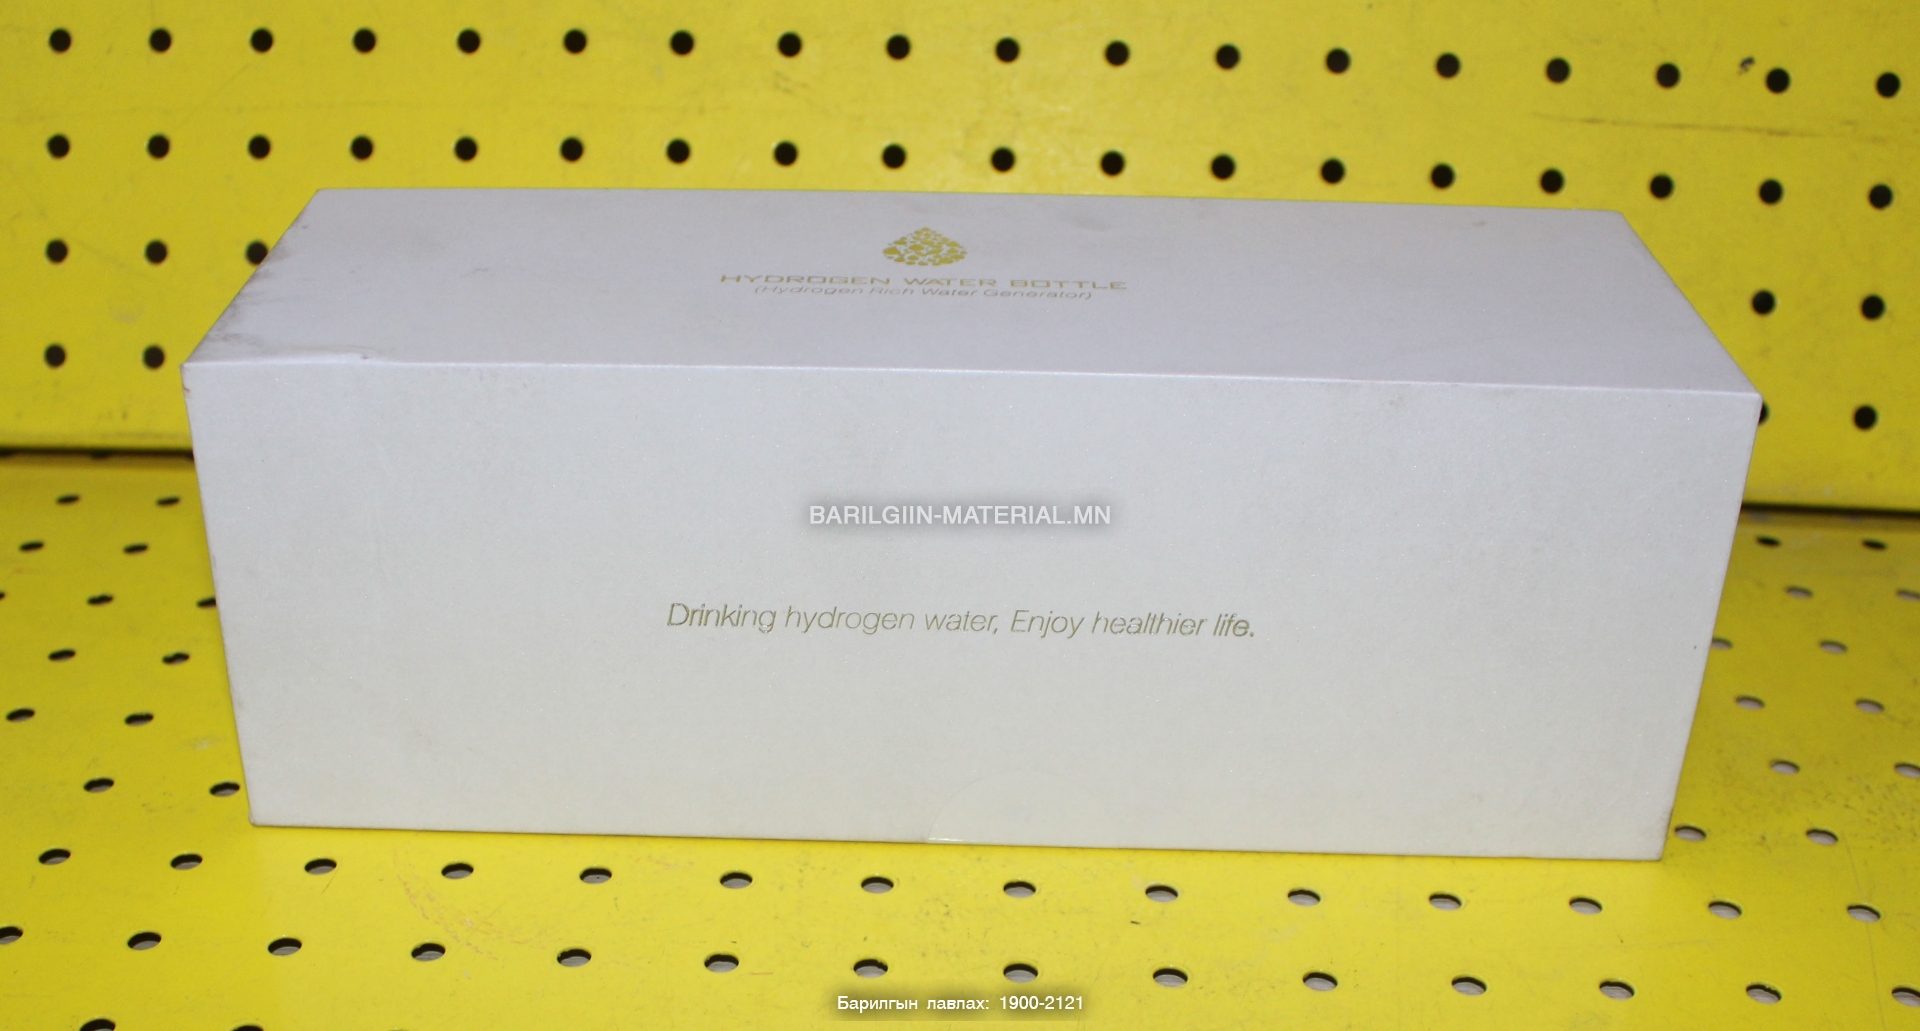 HYDROGEN WATER BOTTLE
(Hydrogen Rich Water Generator)
BARILGIIN-MATERIAL.MN
Drinking hydrogen water, Enjoy healthier life.
Барилгын лавлах: 1900-2121